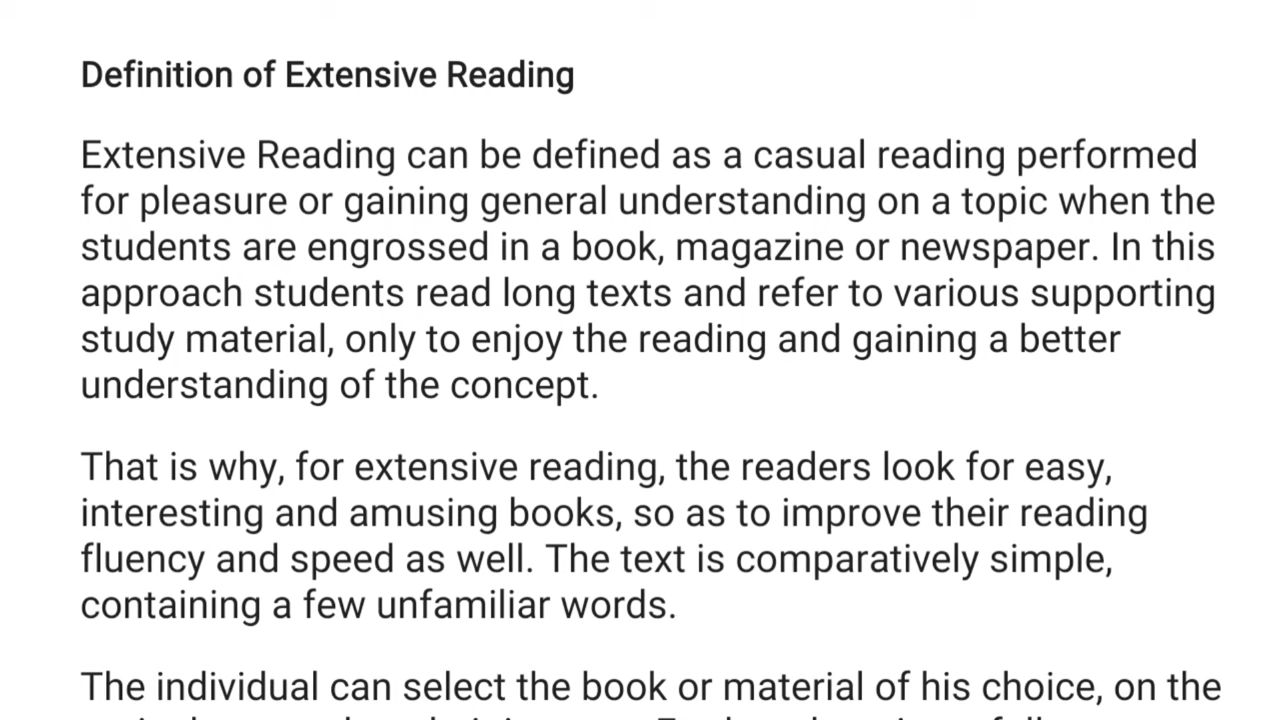 Definition of Extensive Reading
Extensive Reading can be defined as a casual reading performed
for pleasure or gaining general understanding on a topic when the
students are engrossed in a book, magazine or newspaper. In this
approach students read long texts and refer to various supporting
study material, only to enjoy the reading and gaining a better
understanding of the concept.
That is why, for extensive reading, the readers look for easy,
interesting and amusing books, so as to improve their reading
fluency and speed as well. The text is comparatively simple,
containing a few unfamiliar words.
The individual can select the book or material of his choice, on the